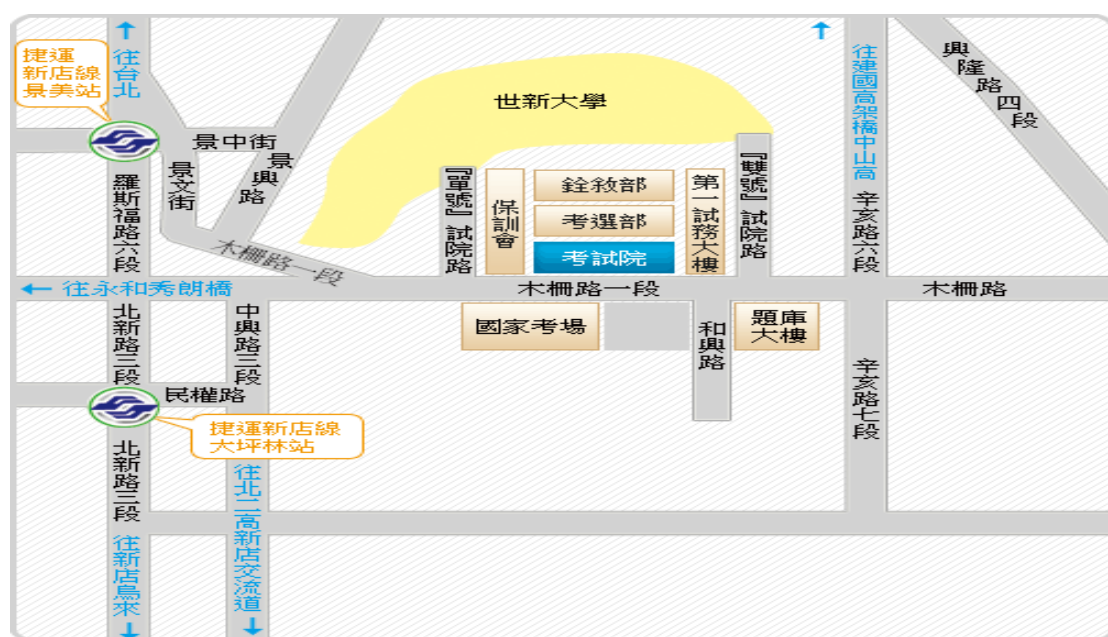 捷運
新店線
景美站
往台北
世新大學
往建國高架橋中山高
興隆路四段
景中街
景文街
景興路
羅斯福路六段
木柵路一段
『單號』試院路
保訓會
銓敘部
考選部
考試院
第一試務大樓
『雙號』試院路
辛亥路六段
← 往永和秀朗橋
木柵路一段
木柵路
北新路三段
中興路三段
國家考場
和興路
題庫
大樓
民權路
辛亥路七段
捷運新店線
大坪林站
北新路三段
往北二高新店交流道
往新店烏來